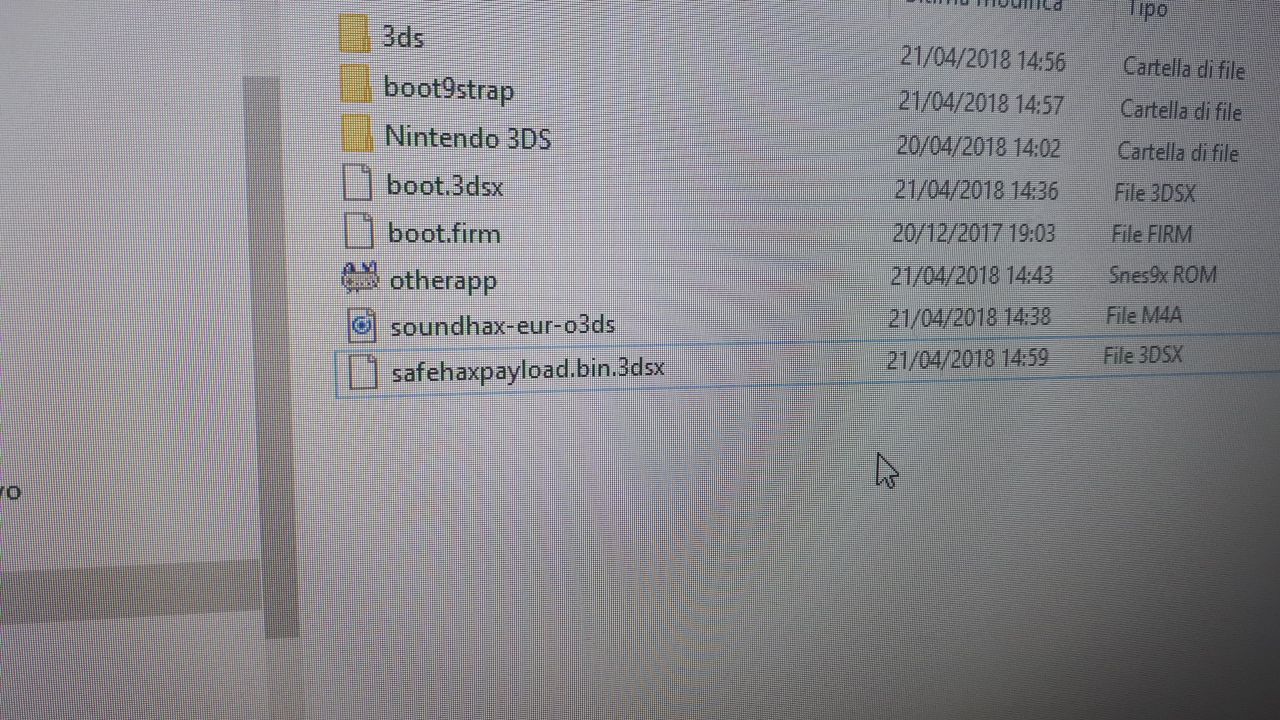 Ultima modifica Tipo
3ds 21/04/2018 14:56 Cartella di file
boot9strap 21/04/2018 14:57 Cartella di file
Nintendo 3DS 20/04/2018 14:02 Cartella di file
boot.3dsx 21/04/2018 14:36 File 3DSX
boot.firm 20/12/2017 19:03 File FIRM
otherapp 21/04/2018 14:43 Snes9x ROM
soundhax-eur-o3ds 21/04/2018 14:38 File M4A
safehaxpayload.bin.3dsx 21/04/2018 14:59 File 3DSX
vo